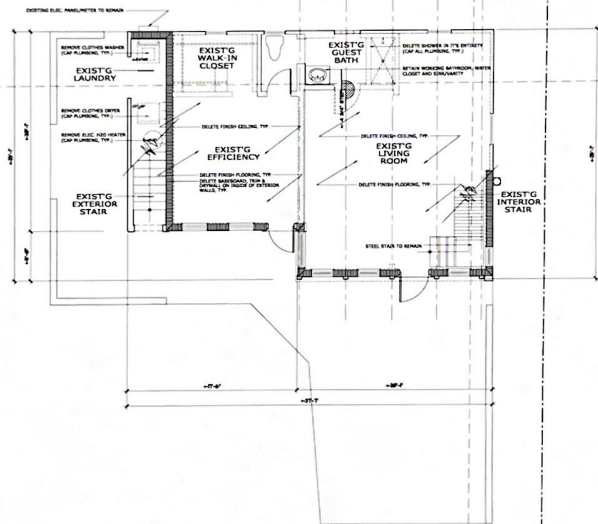 EXISTING ELEC. PANEL/METER TO REMAIN
REMOVE CLOTHES WASHER
(CAP PLUMBING, TYP.)
EXIST'G
LAUNDRY
REMOVE CLOTHES DRYER
(CAP PLUMBING, TYP.)
REMOVE ELEC H2O HEATER
(CAP PLUMBING, TYP.)
EXIST'G
EXTERIOR
STAIR
EXIST'G
WALK-IN
CLOSET
DELETE FINISH CEILING, TYP
EXIST'G
EFFICIENCY
DELETE FINISH FLOORING, TYP
DELETE BASEBOARD, TRIM &
DRYWALL ON INSIDE OF EXTERIOR
WALLS, TYP
EXIST'G
GUEST
BATH
DELETE SHOWER IN IT'S ENTIRETY
(CAP ALL PLUMBING, TYP.)
RETAIN WORKING BATHROOM, WATER
CLOSET AND SINK/VANITY
DELETE FINISH CEILING, TYP
EXIST'G
LIVING
ROOM
DELETE FINISH FLOORING, TYP
EXIST'G
INTERIOR
STAIR
STEEL STAIR TO REMAIN